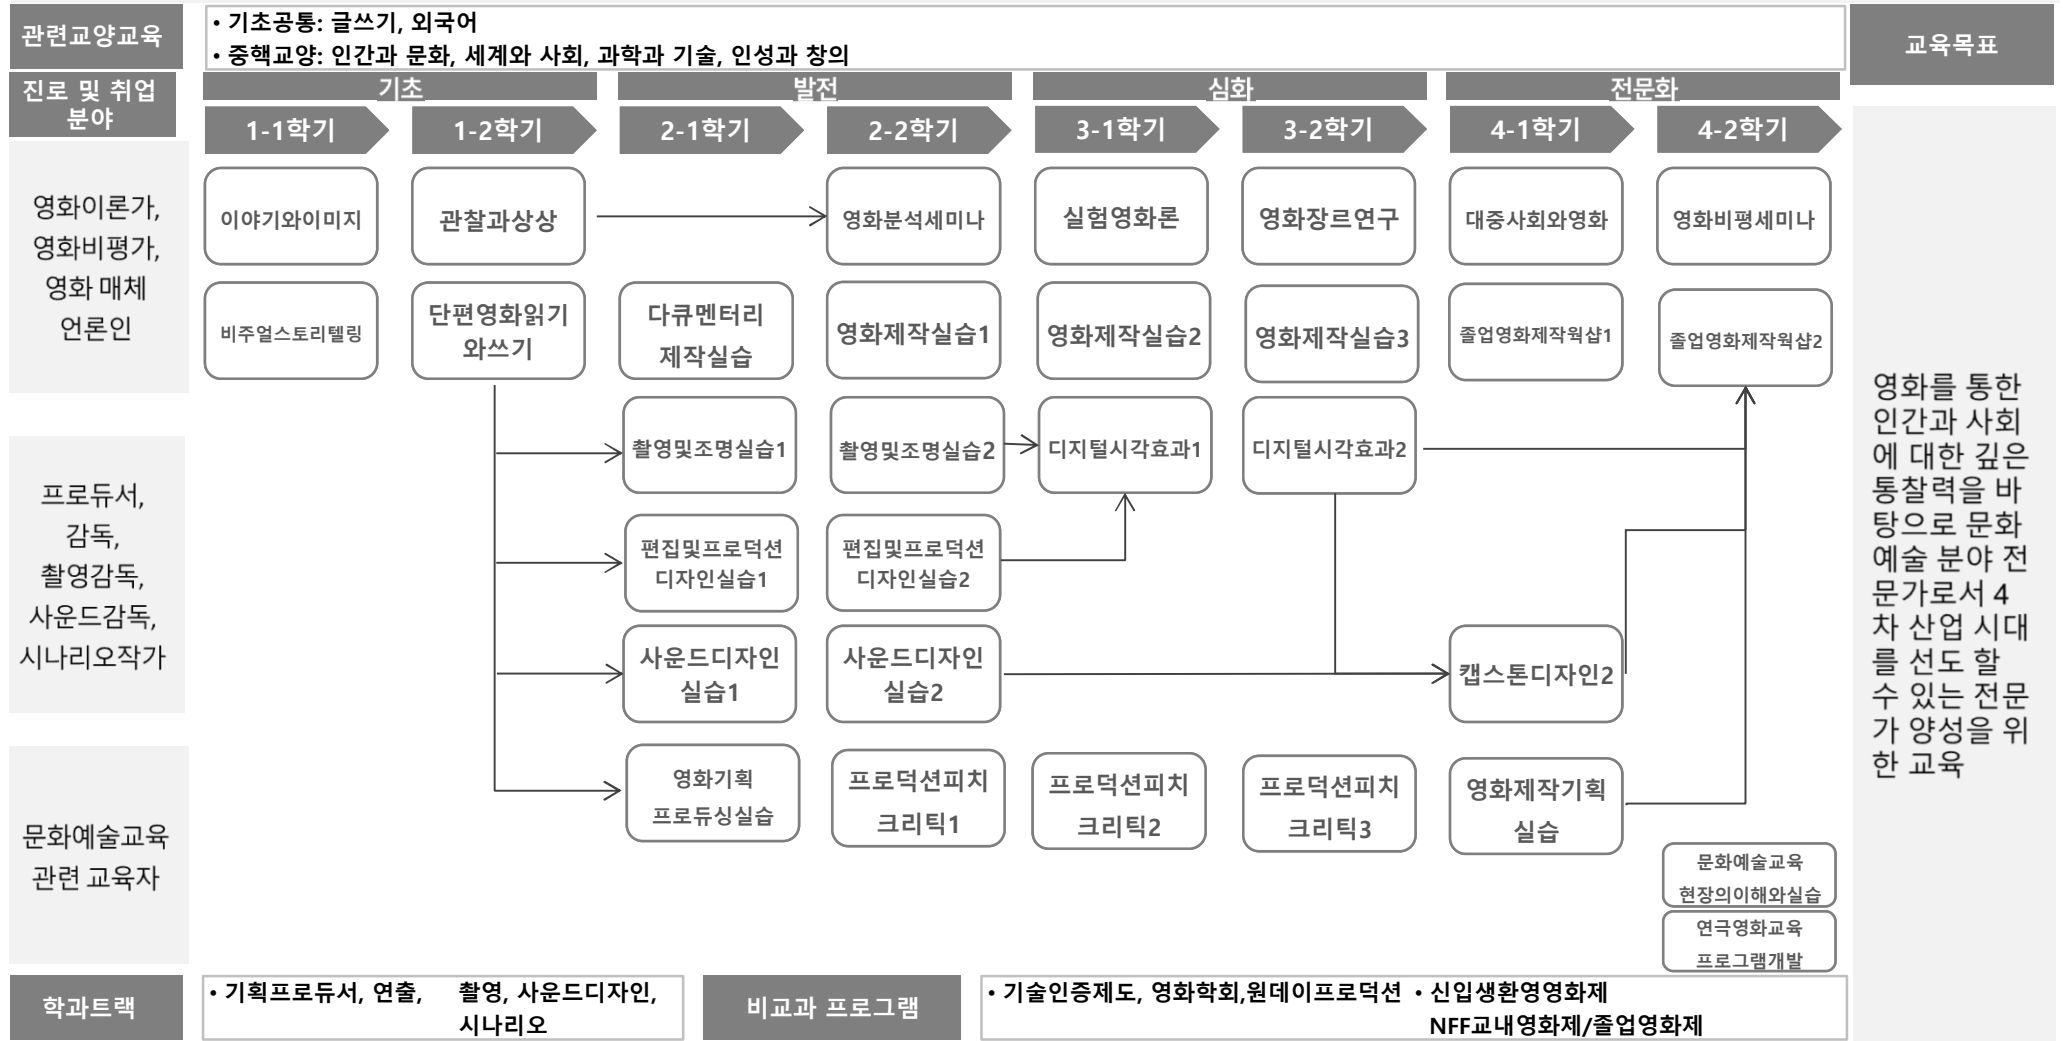 관련교양교육
• 기초공통: 글쓰기, 외국어
• 중핵교양: 인간과 문화, 세계와 사회, 과학과 기술, 인성과 창의
교육목표
진로 및 취업
분야
기초
발전
심화
전문화
1-1학기
1-2학기
2-1학기
2-2학기
3-1학기
3-2학기
4-1학기
4-2학기
영화이론가,
영화비평가,
영화 매체
언론인
이야기와이미지
관찰과상상
영화분석세미나
실험영화론
영화장르연구
대중사회와영화
영화비평세미나
비주얼스토리텔링
단편영화읽기
와쓰기
다큐멘터리
제작실습
영화제작실습1
영화제작실습2
영화제작실습3
졸업영화제작웍샵1
졸업영화제작웍샵2
프로듀서,
감독,
촬영감독,
사운드감독,
시나리오작가
촬영및조명실습1
촬영및조명실습2
디지털시각효과1
디지털시각효과2
편집및프로덕션
디자인실습1
편집및프로덕션
디자인실습2
사운드디자인
실습1
사운드디자인
실습2
캡스톤디자인2
문화예술교육
관련 교육자
영화기획
프로듀싱실습
프로덕션피치
크리틱1
프로덕션피치
크리틱2
프로덕션피치
크리틱3
영화제작기획
실습
문화예술교육
현장의이해와실습
연극영화교육
프로그램개발
영화를 통한
인간과 사회
에 대한 깊은
통찰력을 바
탕으로 문화
예술 분야 전
문가로서 4
차 산업 시대
를 선도 할
수 있는 전문
가 양성을 위
한 교육
학과트랙
• 기획프로듀서, 연출, 촬영, 사운드디자인,
시나리오
비교과 프로그램
• 기술인증제도, 영화학회,원데이프로덕션 • 신입생환영영화제
NFF교내영화제/졸업영화제